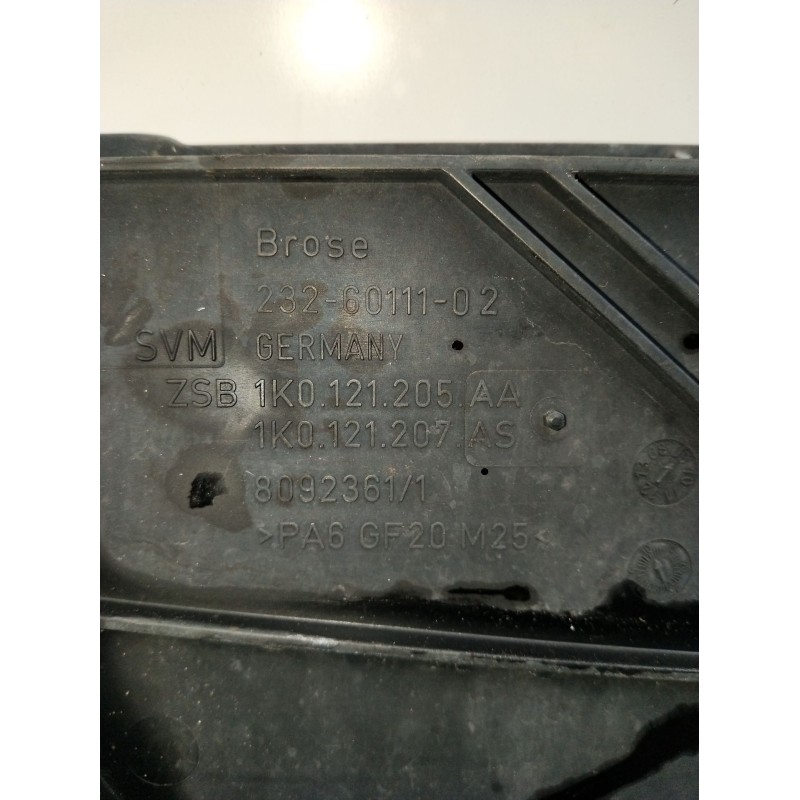 Brose
232-60111-02
SVM GERMANY
ZSB 1K0.121.205.AA
1K0.121.207.AS
8092361/1
>PA6 GF20 M25<